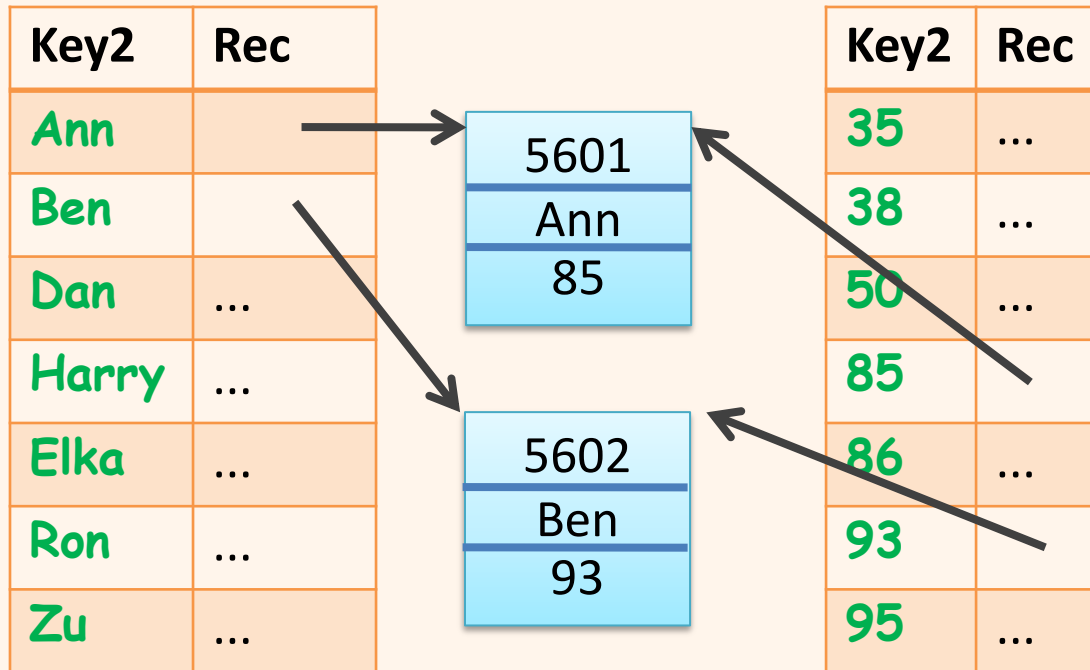 Key2 Rec
Ann
Ben
Dan ...
Harry ...
Elka ...
Ron ...
Zu ...
5601
Ann
85
5602
Ben
93
Key2 Rec
35 ...
38 ...
50 ...
85
86 ...
93
95 ...